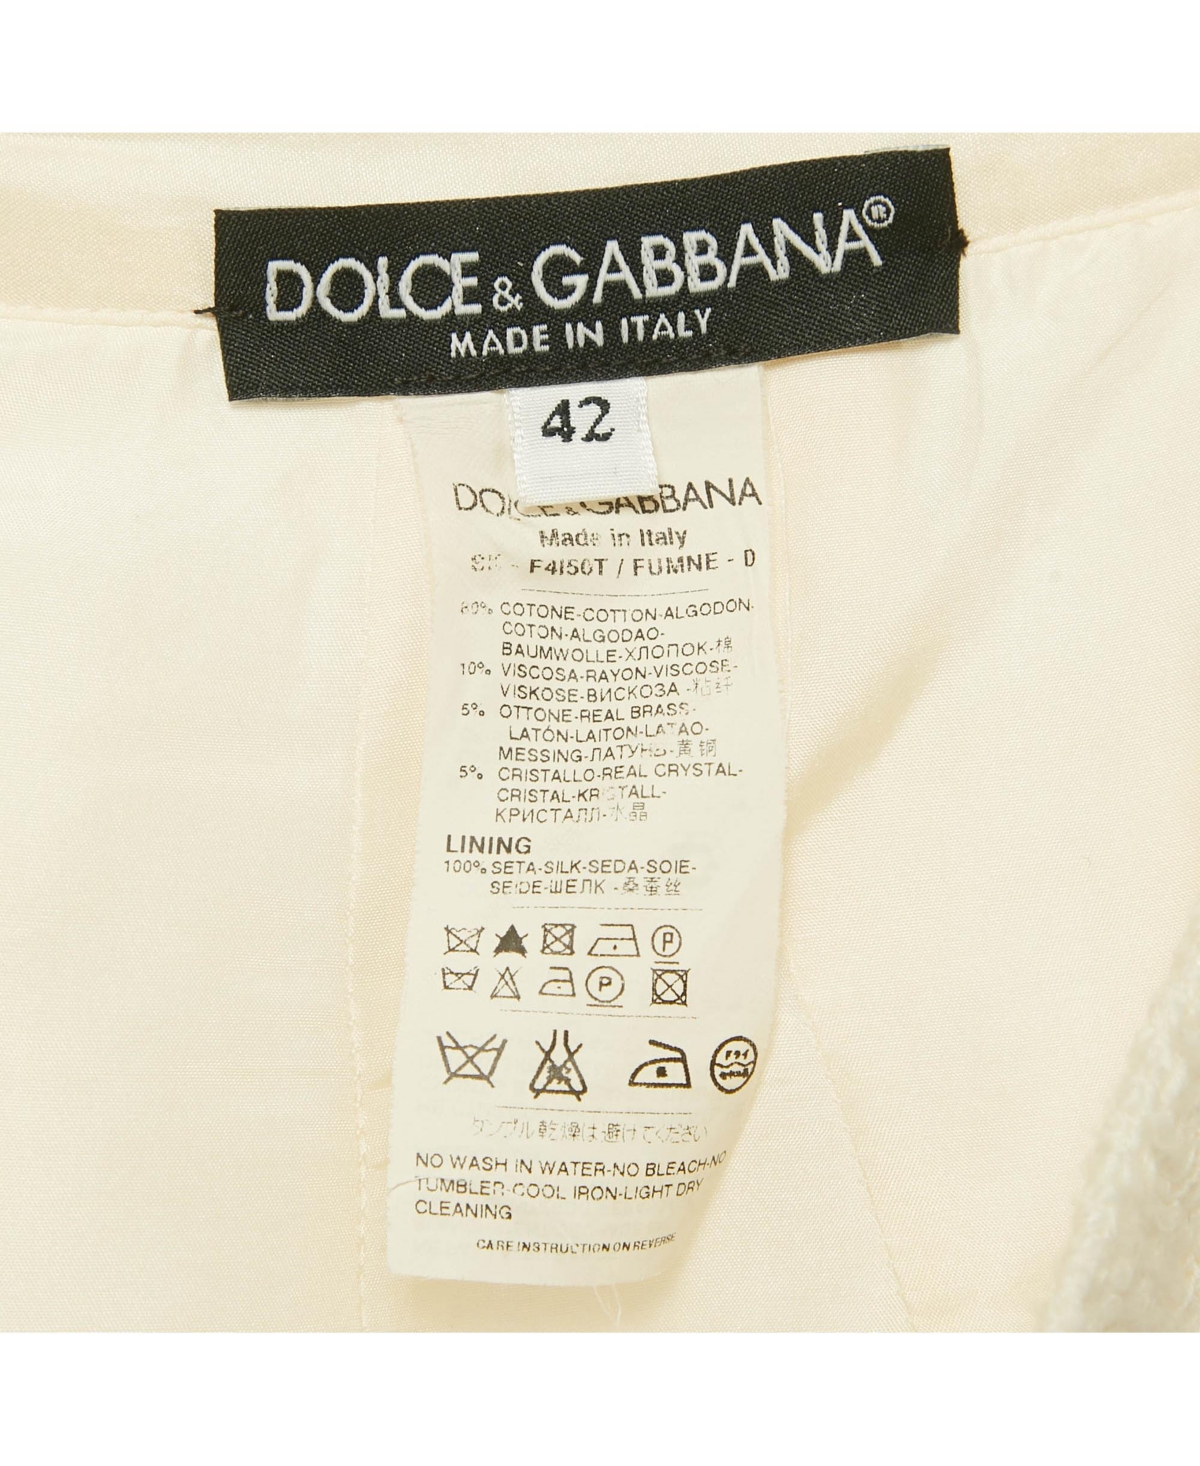 DOLCE & GABBANA®
MADE IN ITALY
42
DOLCE & GABBANA
Made in Italy
F4I50T / FUMNE - D
80% COTONE-COTTON-ALGODON-
COTON-ALGODAO-
BAUMWOLLE-ХЛОПОК-棉
10% VISCOSA-RAYON-VISCOSE-
VISKOSE-ВИСКОЗА-粘纤
5% OTTONE-REAL BRASS-
LATÓN-LAITON-LATAO-
MESSING-ЛАТУНЬ-黄铜
5% CRISTALLO-REAL CRYSTAL-
CRISTAL-KRISTALL-
КРИСТАЛЛ-水晶
LINING
100% SETA-SILK-SEDA-SOIE-
SEIDE-ШЕЛК-桑蚕丝
P
P
ドライ
タンブル乾燥は避けてください
NO WASH IN WATER-NO BLEACH-NO
TUMBLER-COOL IRON-LIGHT DRY
CLEANING
CARE INSTRUCTION ON REVERSE